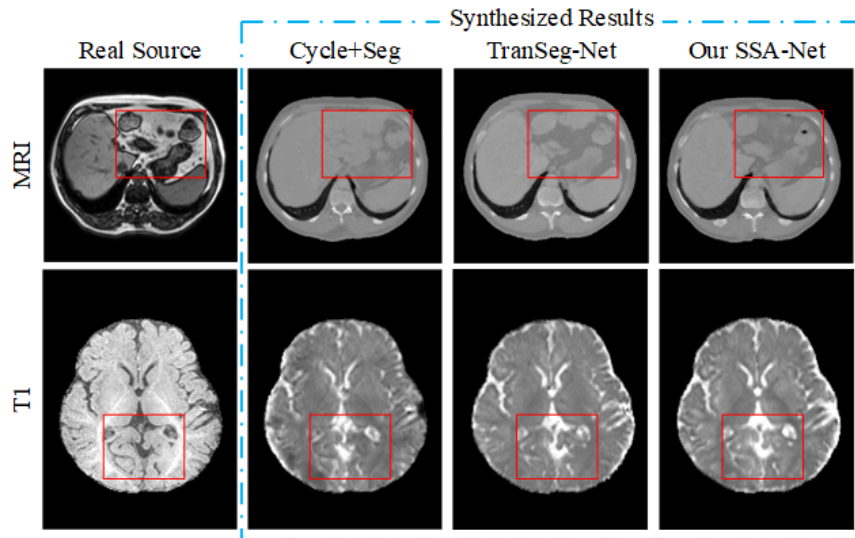 Synthesized Results
Real Source
Cycle+Seg
TranSeg-Net
Our SSA-Net
MRI
T1